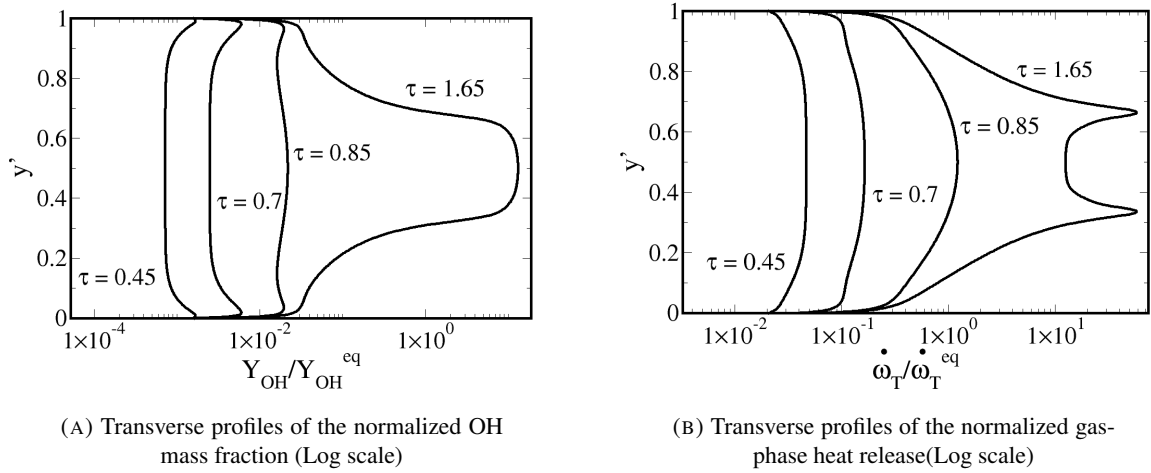 1
0.8
0.6
0.4
0.2
0
y'
τ = 1.65
τ = 0.85
τ = 0.7
τ = 0.45
1×10⁻⁴ 1×10⁻² 1×10⁰
Y_OH/Y_OH^eq
(A) Transverse profiles of the normalized OH
mass fraction (Log scale)
1
0.8
0.6
0.4
0.2
0
y'
τ = 1.65
τ = 0.85
τ = 0.7
τ = 0.45
1×10⁻² 1×10⁻¹ 1×10⁰ 1×10¹
ω̇_T/ω̇_T^eq
(B) Transverse profiles of the normalized gas-
phase heat release(Log scale)